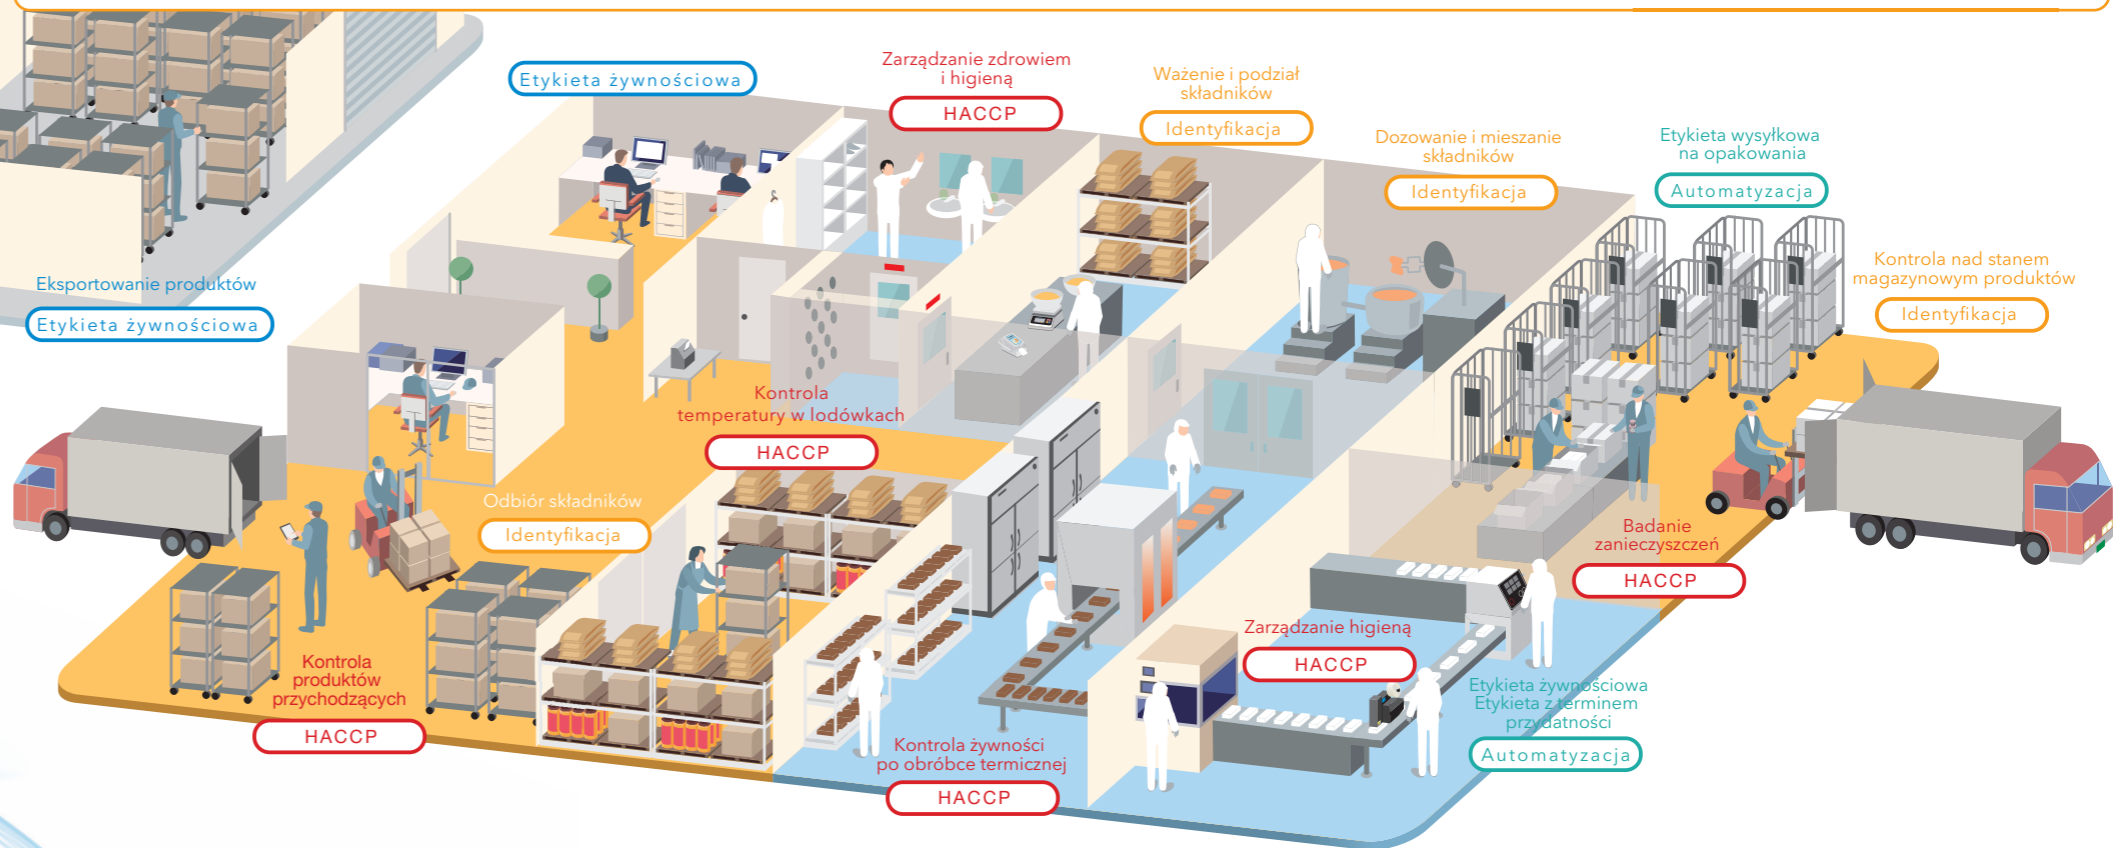 Etykieta żywnościowa
Zarządzanie zdrowiem
i higieną
HACCP
Ważenie i podział
składników
Identyfikacja
Dozowanie i mieszanie
składników
Identyfikacja
Etykieta wysyłkowa
na opakowania
Automatyzacja
Kontrola nad stanem
magazynowym produktów
Identyfikacja
Eksportowanie produktów
Etykieta żywnościowa
Kontrola
temperatury w lodówkach
HACCP
Odbiór składników
Identyfikacja
Badanie
zanieczyszczeń
HACCP
Zarządzanie higieną
HACCP
Kontrola
produktów
przychodzących
HACCP
Etykieta żywnościowa
Etykieta z terminem
przydatności
Automatyzacja
Kontrola żywności
po obróbce termicznej
HACCP